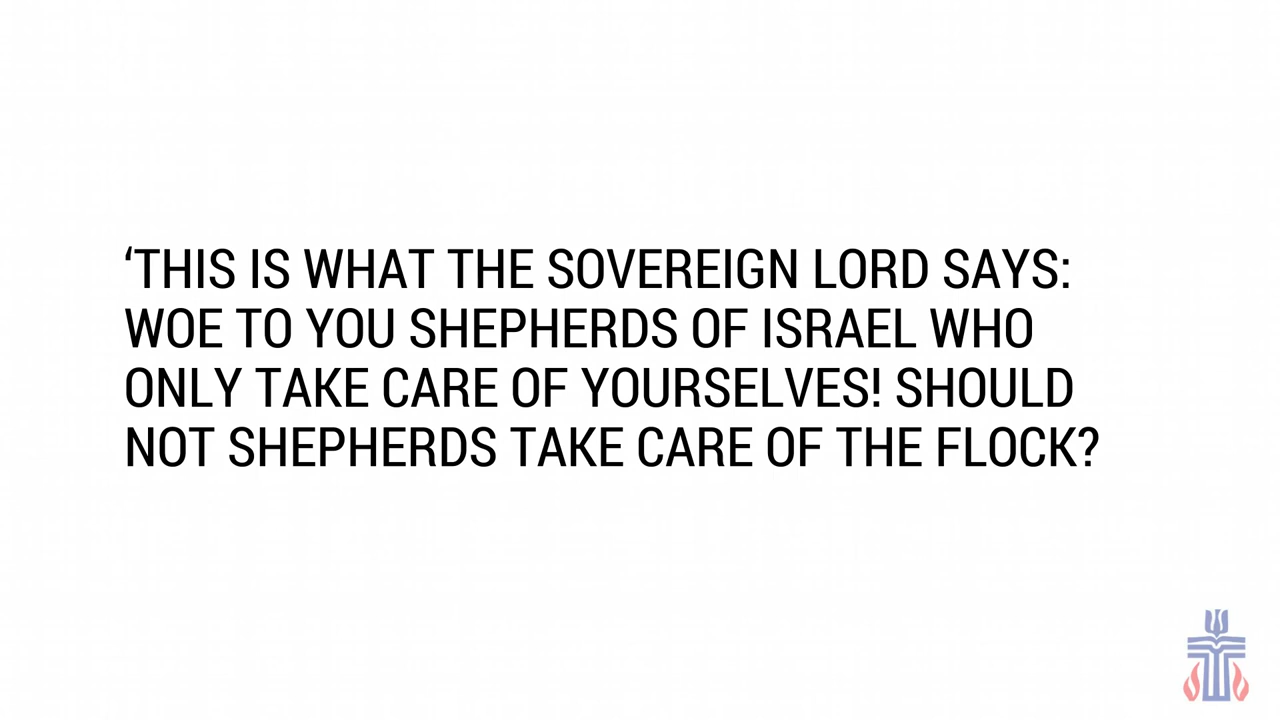 ‘THIS IS WHAT THE SOVEREIGN LORD SAYS:
WOE TO YOU SHEPHERDS OF ISRAEL WHO
ONLY TAKE CARE OF YOURSELVES! SHOULD
NOT SHEPHERDS TAKE CARE OF THE FLOCK?